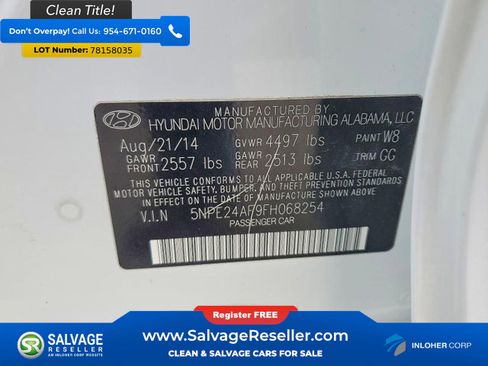 Clean Title!
Don't Overpay! Call Us: 954-671-0160
Lot Number: 78158035
MANUFACTURED BY
HYUNDAI MOTOR MANUFACTURING ALABAMA, LLC
Aug/21/14 GVWR 4497 lbs PAINT W8
GAWR FRONT 2557 lbs GAWR REAR 2513 lbs TRIM GG
THIS VEHICLE CONFORMS TO ALL APPLICABLE U.S.A. FEDERAL
MOTOR VEHICLE SAFETY, BUMPER, AND THEFT PREVENTION
STANDARDS IN EFFECT ON THE DATE OF MANUFACTURE SHOWN ABOVE.
V.I.N 5NPE24AF9FH068254
PASSENGER CAR
Register FREE!
SALVAGE RESELLER
AN INLOHER CORP WEBSITE
www.SalvageReseller.com
CLEAN & SALVAGE CARS FOR SALE
INLOHER CORP